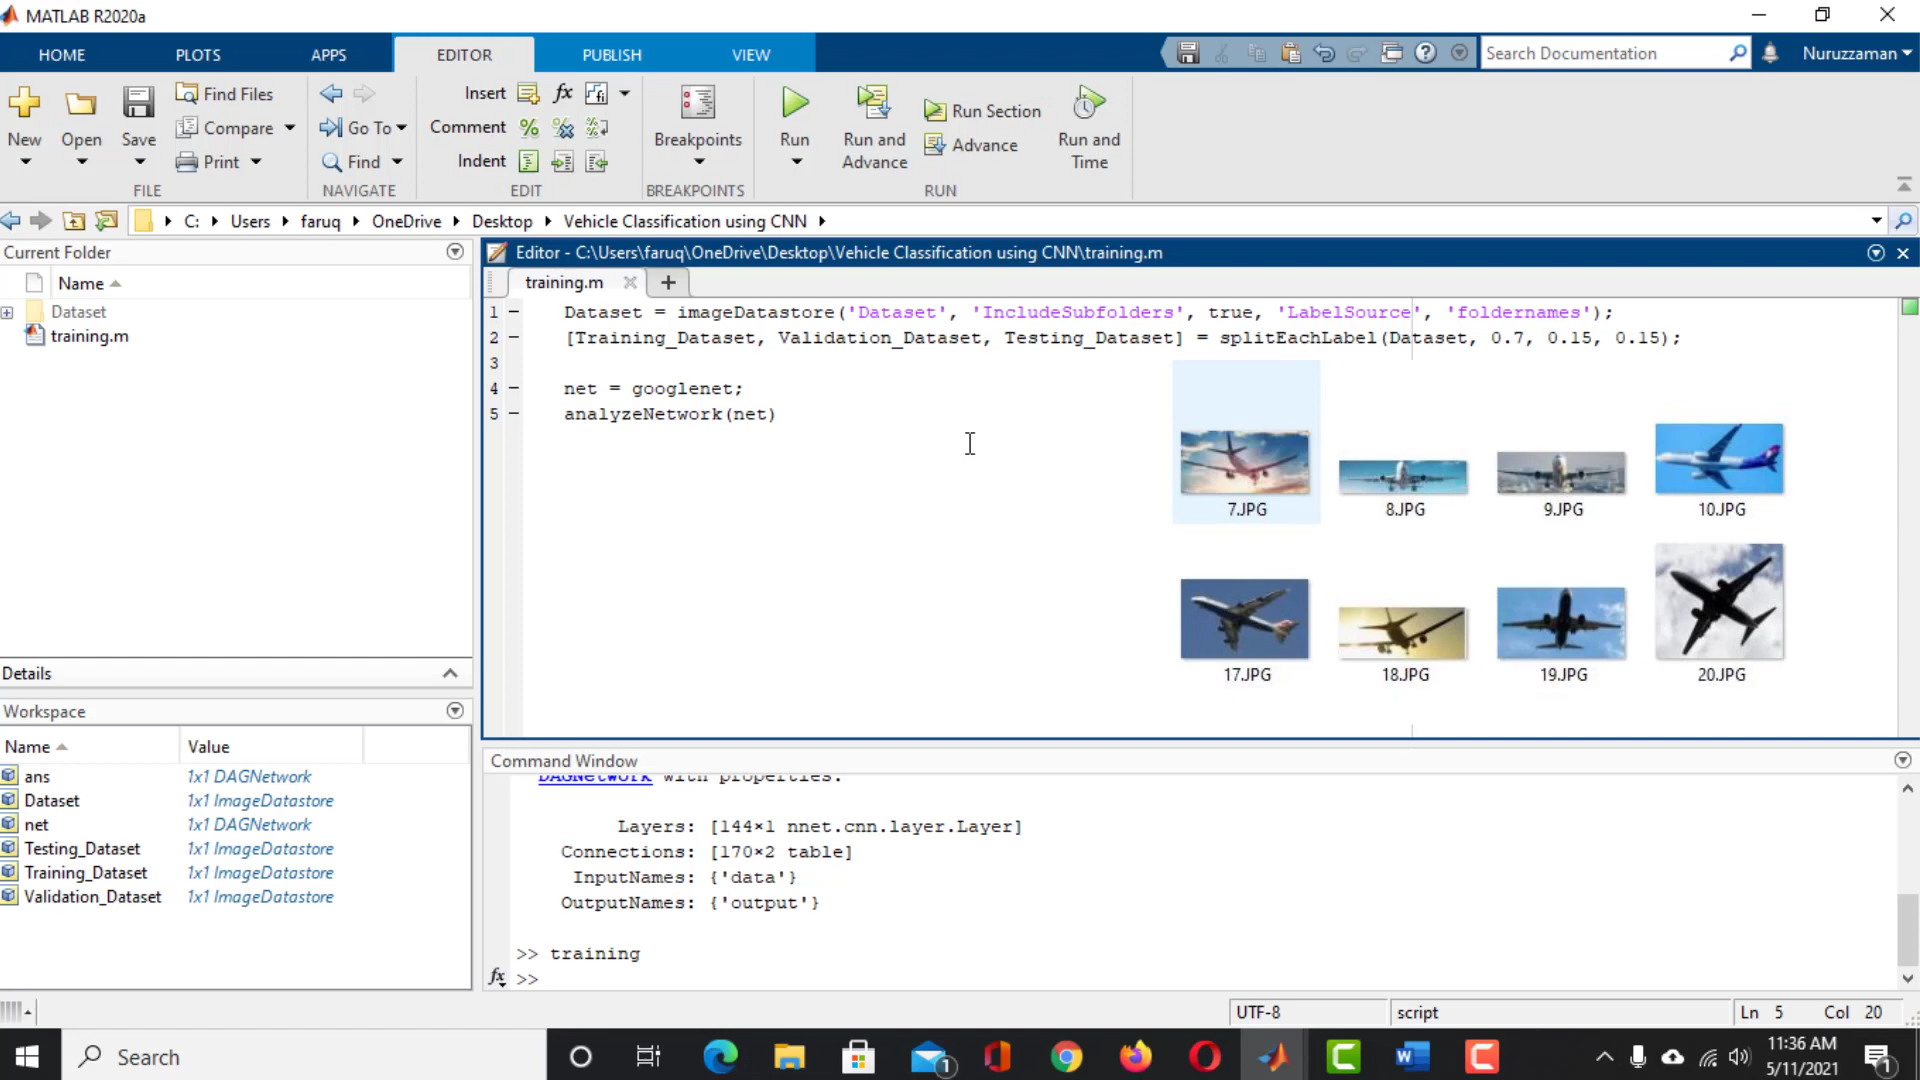 MATLAB R2020a
HOME PLOTS APPS EDITOR PUBLISH VIEW Search Documentation Nuruzzaman
New Open Save Find Files Compare Print
Go To Find
Insert fx Comment Indent
Breakpoints
Run Run and Advance Run Section Advance Run and Time
FILE NAVIGATE EDIT BREAKPOINTS RUN
C: Users faruq OneDrive Desktop Vehicle Classification using CNN
Current Folder
Name
Dataset
training.m
Details
Workspace
Name Value
ans 1x1 DAGNetwork
Dataset 1x1 ImageDatastore
net 1x1 DAGNetwork
Testing_Dataset 1x1 ImageDatastore
Training_Dataset 1x1 ImageDatastore
Validation_Dataset 1x1 ImageDatastore
Editor - C:\Users\faruq\OneDrive\Desktop\Vehicle Classification using CNN\training.m
training.m
1 Dataset = imageDatastore('Dataset', 'IncludeSubfolders', true, 'LabelSource', 'foldernames');
2 [Training_Dataset, Validation_Dataset, Testing_Dataset] = splitEachLabel(Dataset, 0.7, 0.15, 0.15);
3
4 net = googlenet;
5 analyzeNetwork(net)
7.JPG 8.JPG 9.JPG 10.JPG
17.JPG 18.JPG 19.JPG 20.JPG
Command Window
DAGNetwork with properties:
Layers: [144×1 nnet.cnn.layer.Layer]
Connections: [170×2 table]
InputNames: {'data'}
OutputNames: {'output'}
>> training
fx >>
UTF-8 script Ln 5 Col 20
Search 11:36 AM
5/11/2021